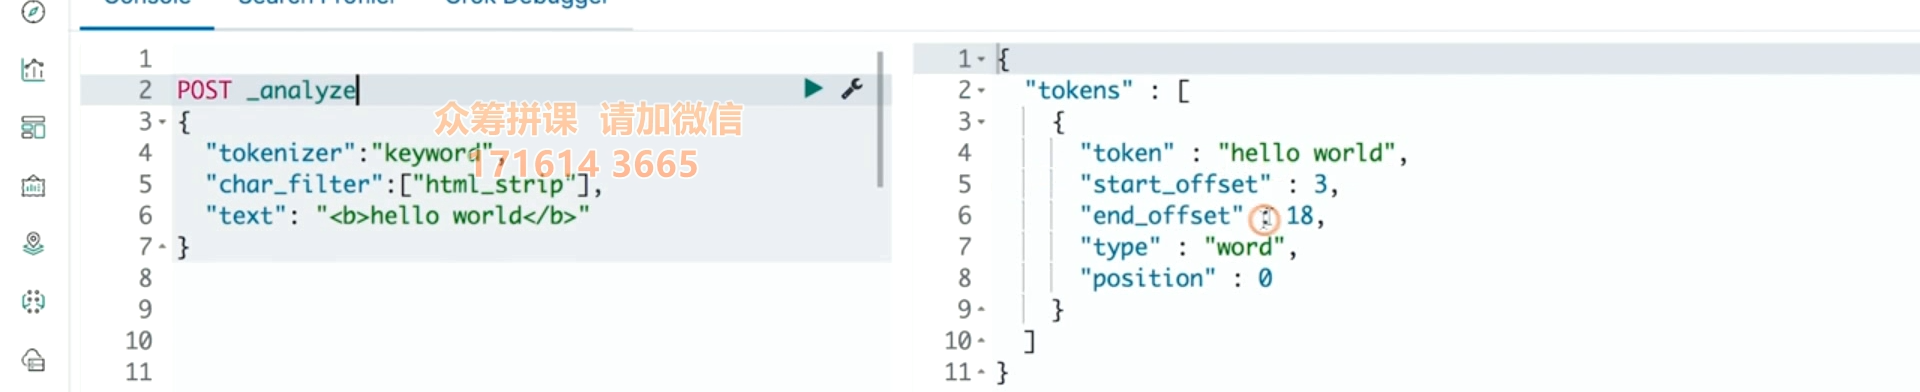 Console Search Profiler Grok Debugger
1
2 POST _analyze
3 {
4 "tokenizer":"keyword",
5 "char_filter":["html_strip"],
6 "text": "<b>hello world</b>"
7 }
8
9
10
11
众筹拼课 请加微信
171614 3665
1 {
2 "tokens" : [
3 {
4 "token" : "hello world",
5 "start_offset" : 3,
6 "end_offset" : 18,
7 "type" : "word",
8 "position" : 0
9 }
10 ]
11 }